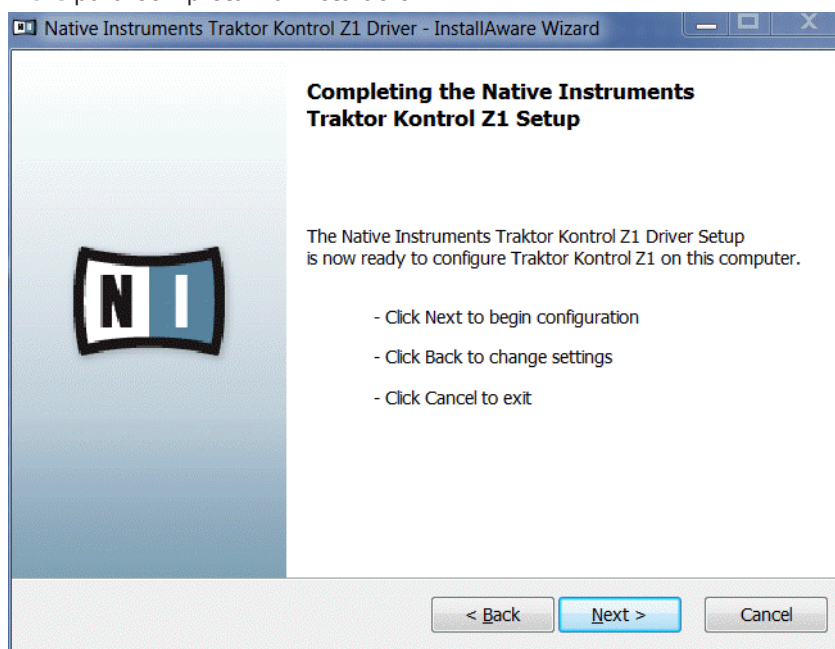 Native Instruments Traktor Kontrol Z1 Driver - InstallAware Wizard
Completing the Native Instruments
Traktor Kontrol Z1 Setup
The Native Instruments Traktor Kontrol Z1 Driver Setup
is now ready to configure Traktor Kontrol Z1 on this computer.
- Click Next to begin configuration
- Click Back to change settings
- Click Cancel to exit
N I
< Back
Next >
Cancel